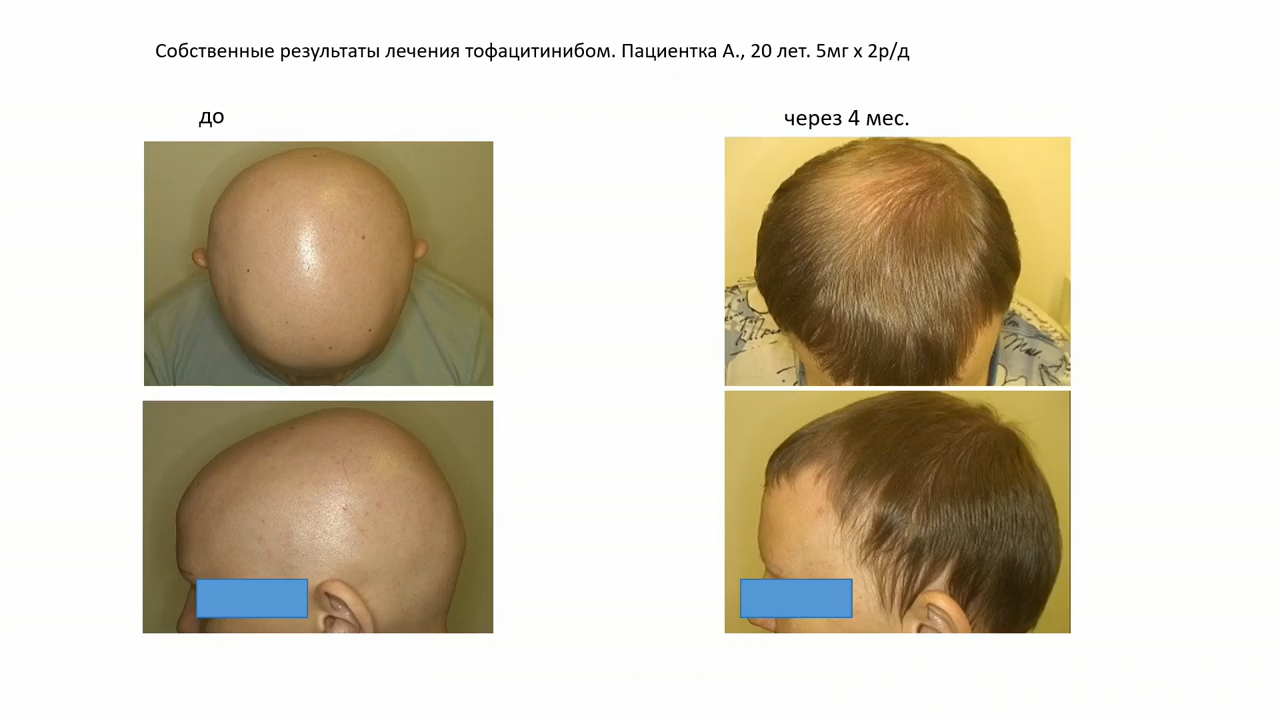 Собственные результаты лечения тофацитинибом. Пациентка А., 20 лет. 5мг х 2р/д
до
через 4 мес.